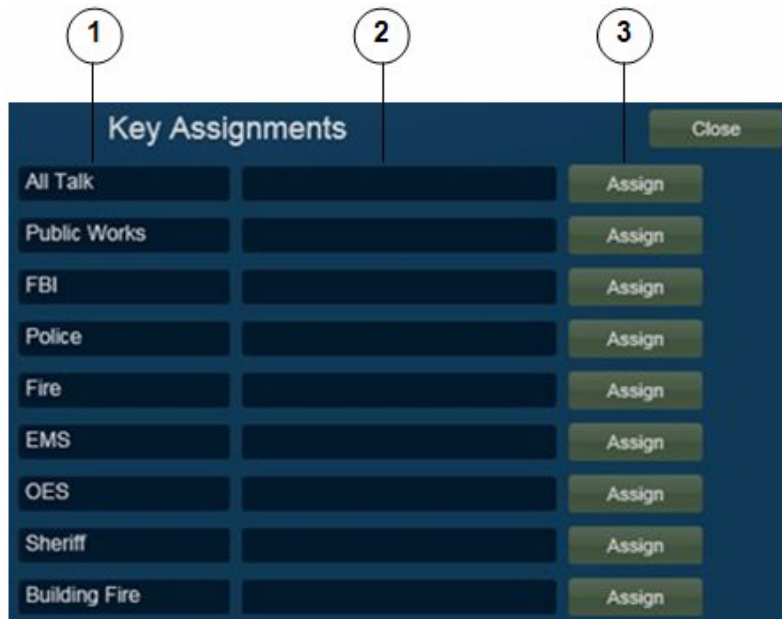 1 2 3
Key Assignments Close
All Talk Assign
Public Works Assign
FBI Assign
Police Assign
Fire Assign
EMS Assign
OES Assign
Sheriff Assign
Building Fire Assign